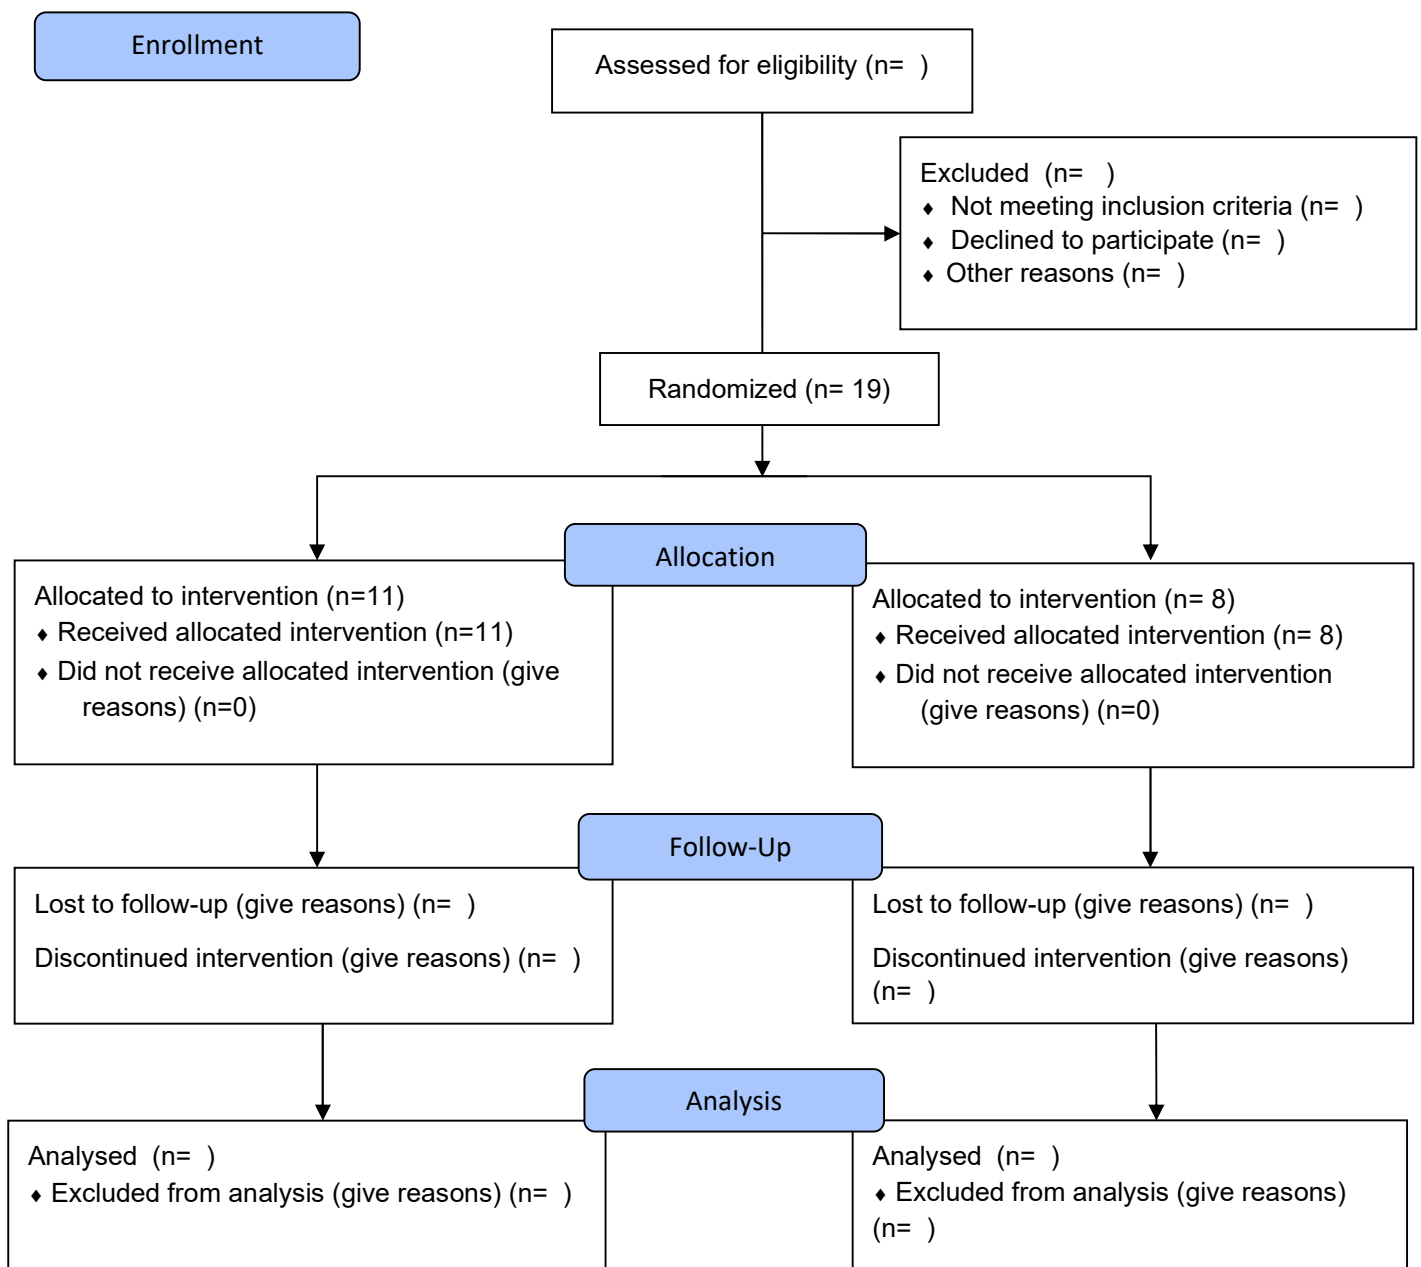 Enrollment
Assessed for eligibility (n=  )
Excluded  (n=   )
♦ Not meeting inclusion criteria (n=  )
♦ Declined to participate (n=  )
♦ Other reasons (n=  )
Randomized (n= 19)
Allocation
Allocated to intervention (n=11)
♦ Received allocated intervention (n=11)
♦ Did not receive allocated intervention (give
reasons) (n=0)
Allocated to intervention (n= 8)
♦ Received allocated intervention (n= 8)
♦ Did not receive allocated intervention
(give reasons) (n=0)
Follow-Up
Lost to follow-up (give reasons) (n=  )
Discontinued intervention (give reasons) (n=  )
Lost to follow-up (give reasons) (n=  )
Discontinued intervention (give reasons)
(n=  )
Analysis
Analysed  (n=  )
♦ Excluded from analysis (give reasons) (n=  )
Analysed  (n=  )
♦ Excluded from analysis (give reasons)
(n=  )